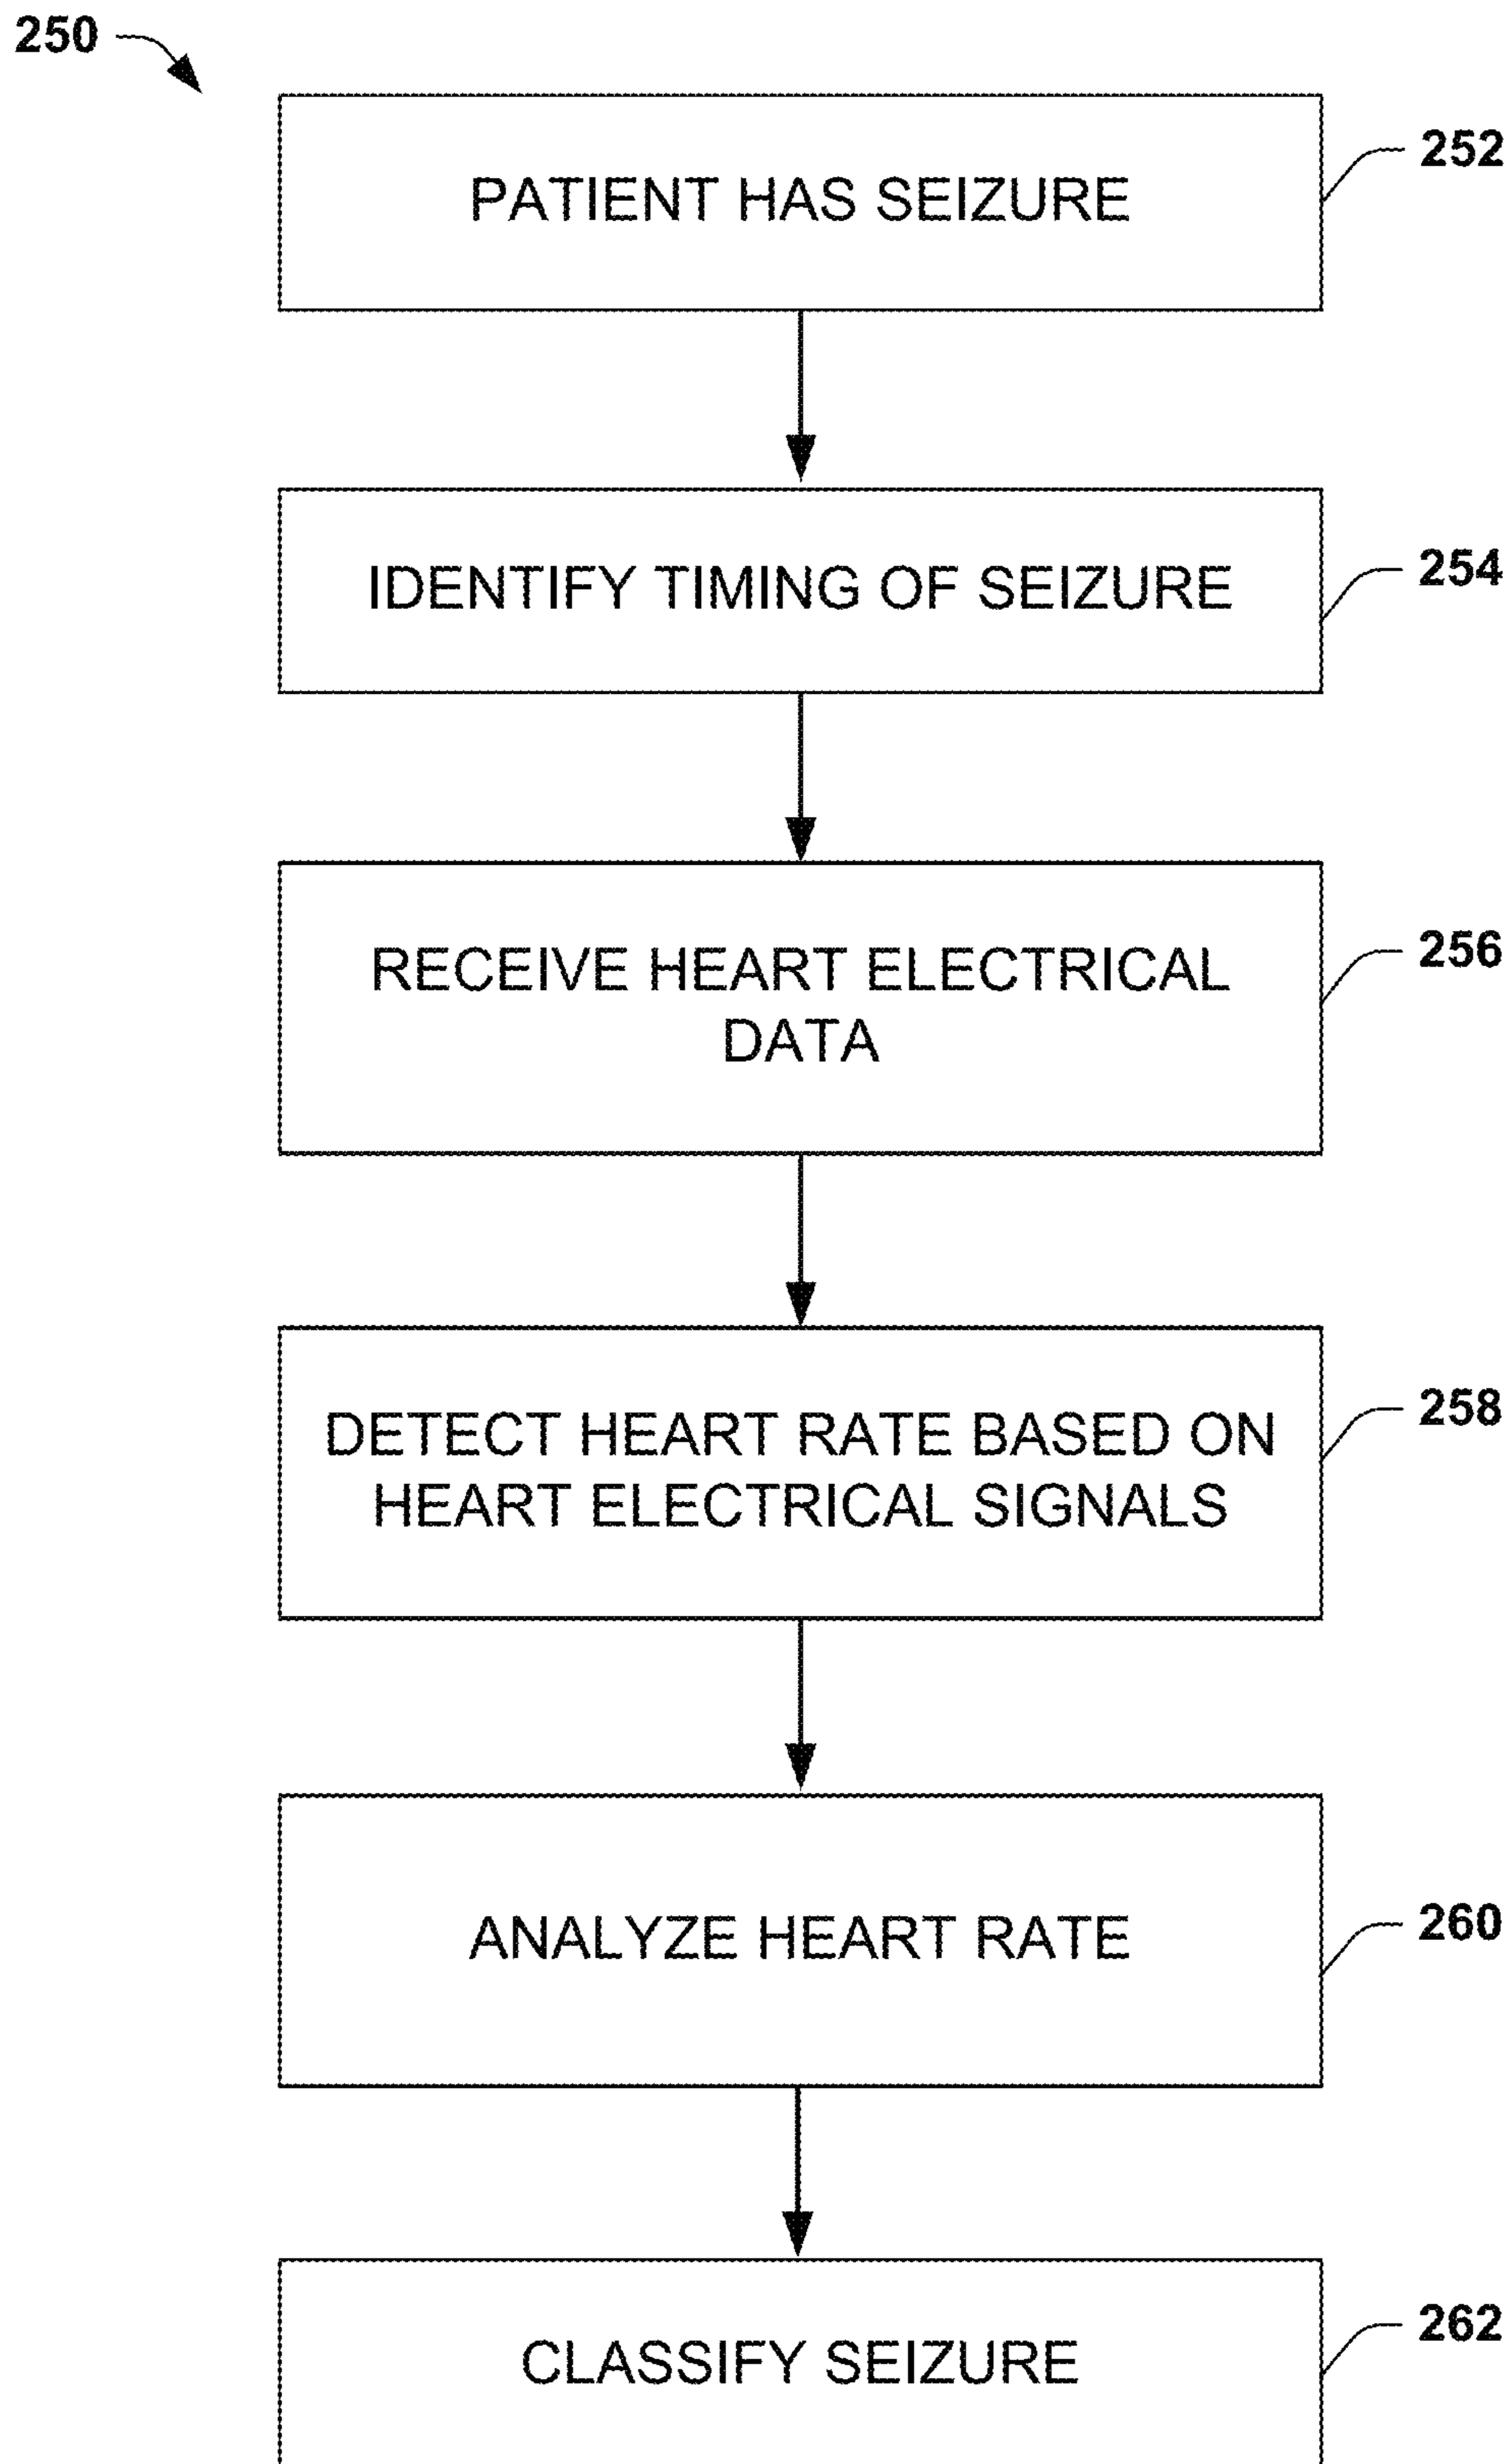 250
PATIENT HAS SEIZURE
252
IDENTIFY TIMING OF SEIZURE
254
RECEIVE HEART ELECTRICAL
DATA
256
DETECT HEART RATE BASED ON
HEART ELECTRICAL SIGNALS
258
ANALYZE HEART RATE
260
CLASSIFY SEIZURE
262